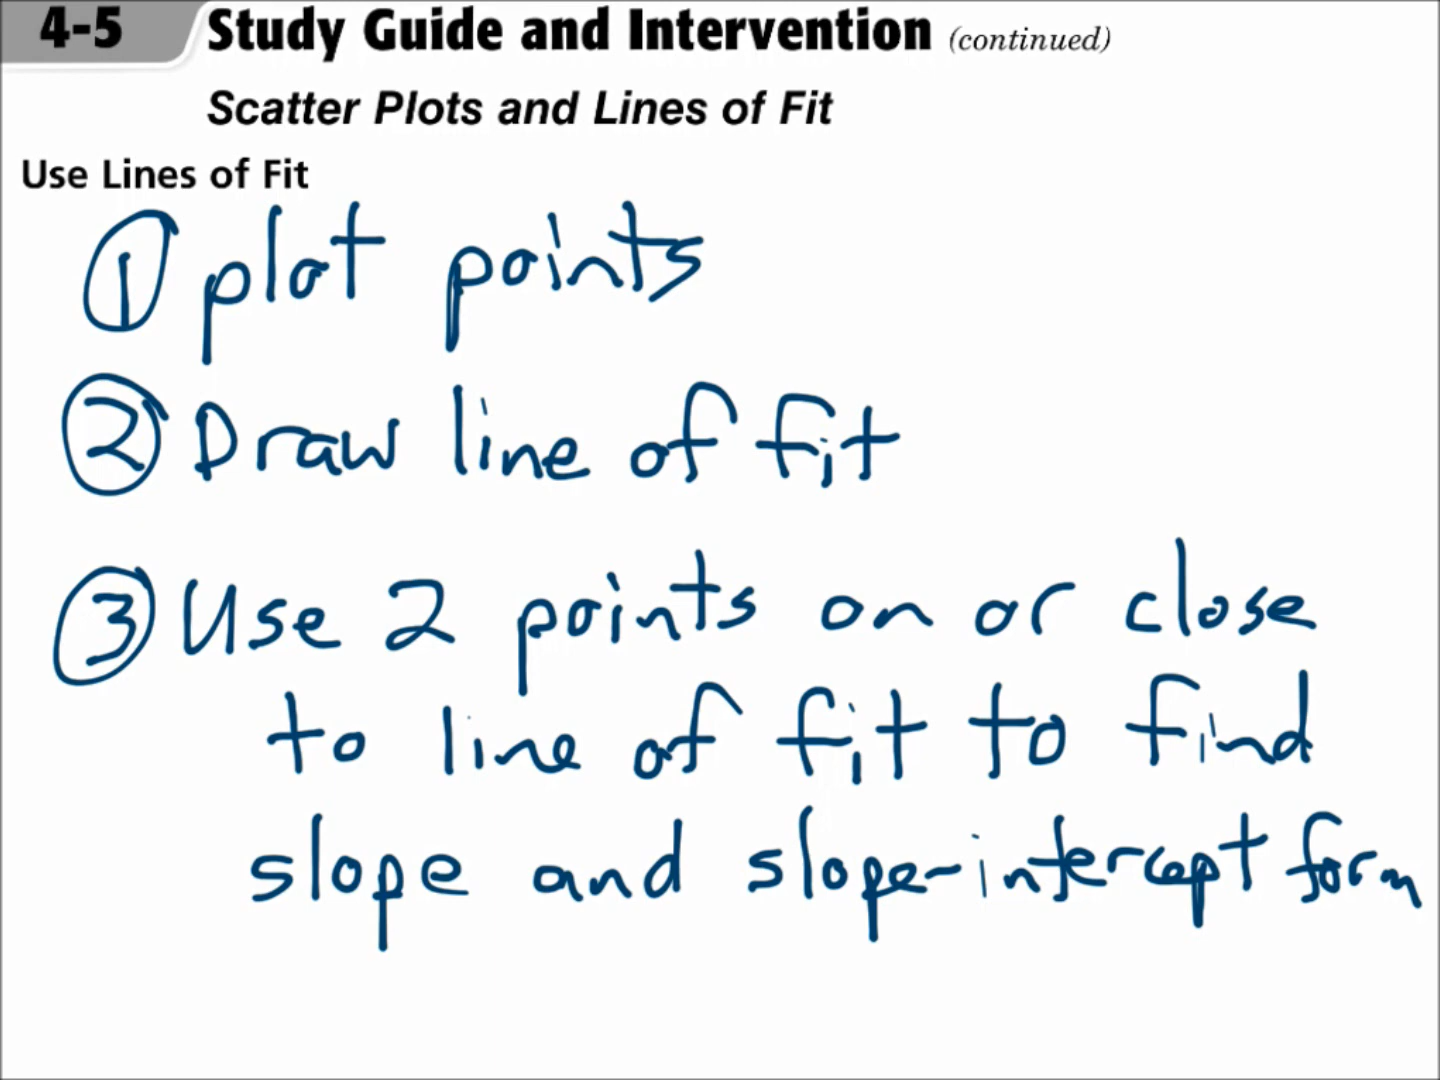 4-5 Study Guide and Intervention (continued)
Scatter Plots and Lines of Fit
Use Lines of Fit
① plot points
② Draw line of fit
③ Use 2 points on or close
to line of fit to find
slope and slope-intercept form